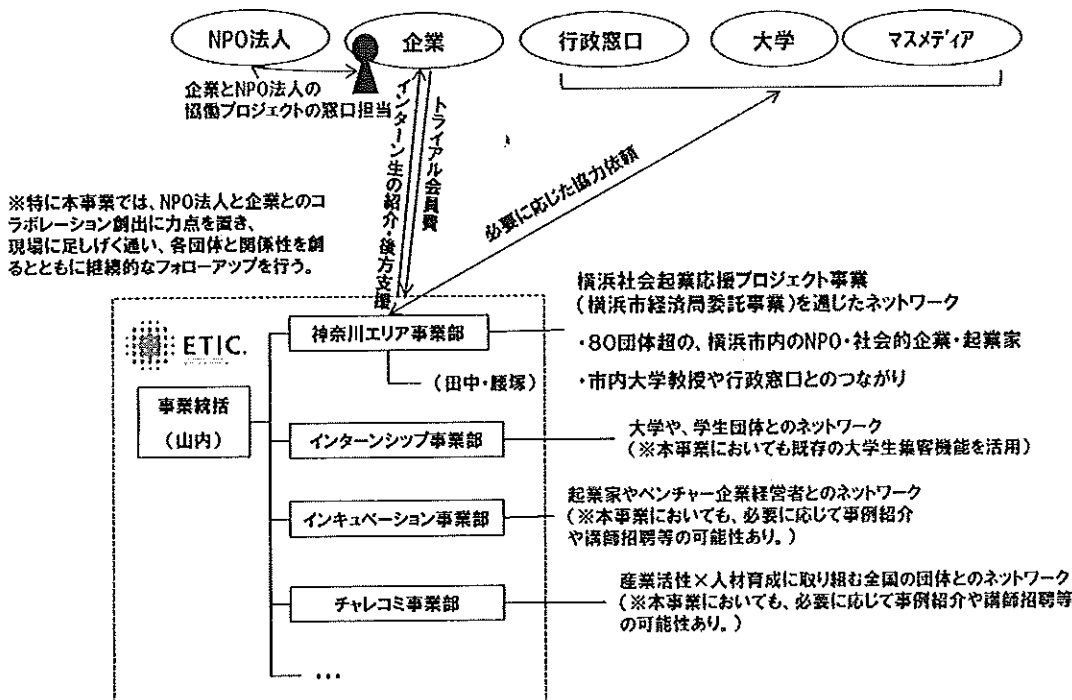 NPO法人
企業
行政窓口
大学
マスメディア
企業とNPO法人の
協働プロジェクトの窓口担当
インターン生の紹介・後方支援
トライアル会員費
必要に応じた協力依頼
※特に本事業では、NPO法人と企業とのコ
ラボレーション創出に力点を置き、
現場に足しげく通い、各団体と関係性を創
るとともに継続的なフォローアップを行う。
ETIC.
事業統括
(山内)
神奈川エリア事業部
(田中・腰塚)
横浜社会起業応援プロジェクト事業
(横浜市経済局委託事業)を通じたネットワーク
・80団体超の、横浜市内のNPO・社会的企業・起業家
・市内大学教授や行政窓口とのつながり
インターンシップ事業部
大学や、学生団体とのネットワーク
(※本事業においても既存の大学生集客機能を活用)
インキュベーション事業部
起業家やベンチャー企業経営者とのネットワーク
(※本事業においても、必要に応じて事例紹介
や講師招聘等の可能性あり。)
チャレコミ事業部
産業活性×人材育成に取り組む全国の団体とのネットワーク
(※本事業においても、必要に応じて事例紹介や講師招聘等
の可能性あり。)
…